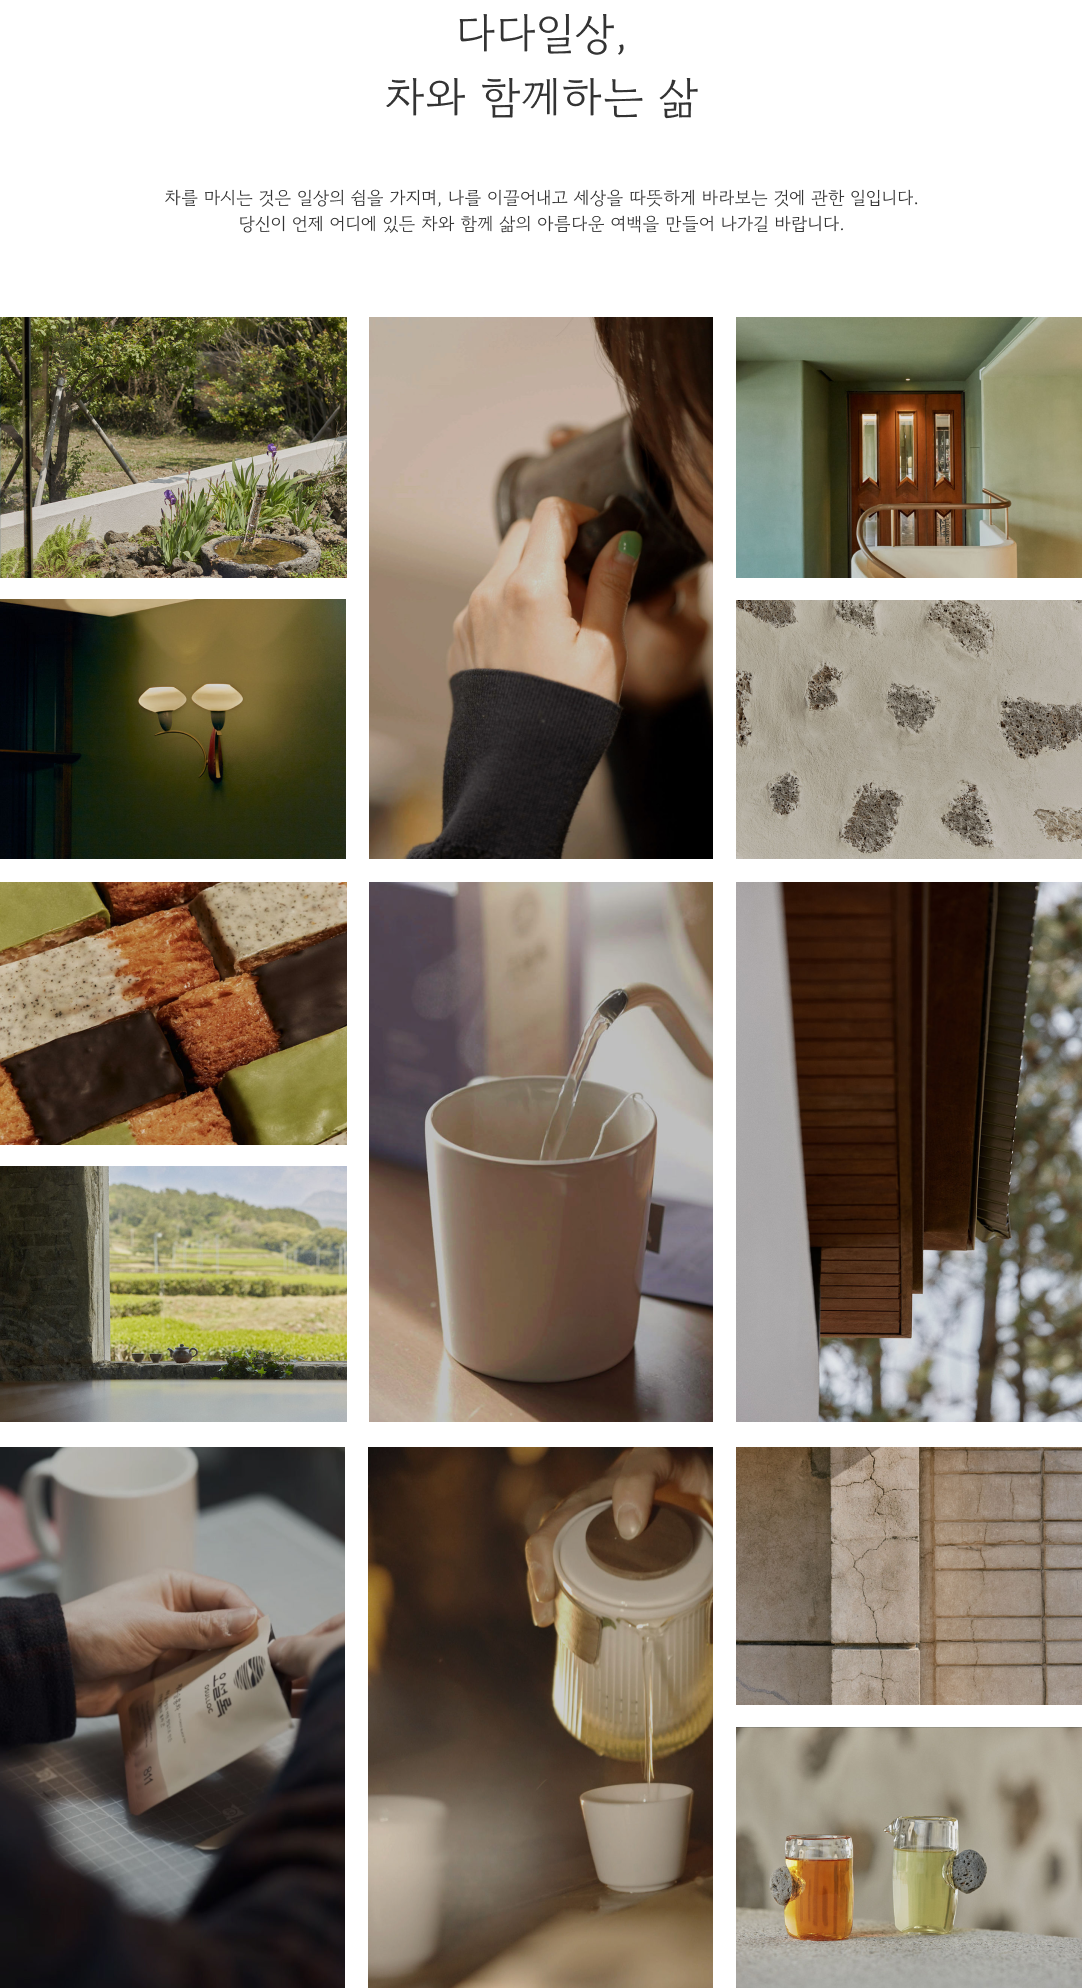 다다일상,
차와 함께하는 삶
차를 마시는 것은 일상의 쉼을 가지며, 나를 이끌어내고 세상을 따뜻하게 바라보는 것에 관한 일입니다.
당신이 언제 어디에 있든 차와 함께 삶의 아름다운 여백을 만들어 나가길 바랍니다.
오설록
OSULLOC